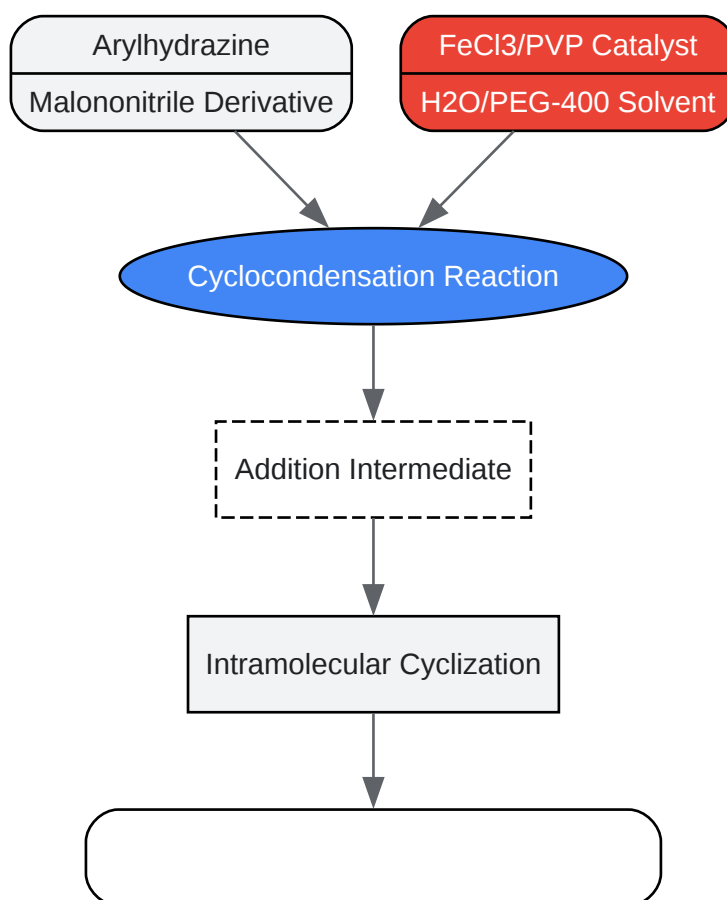 Arylhydrazine
Malononitrile Derivative
FeCl3/PVP Catalyst
H2O/PEG-400 Solvent
Cyclocondensation Reaction
Addition Intermediate
Intramolecular Cyclization